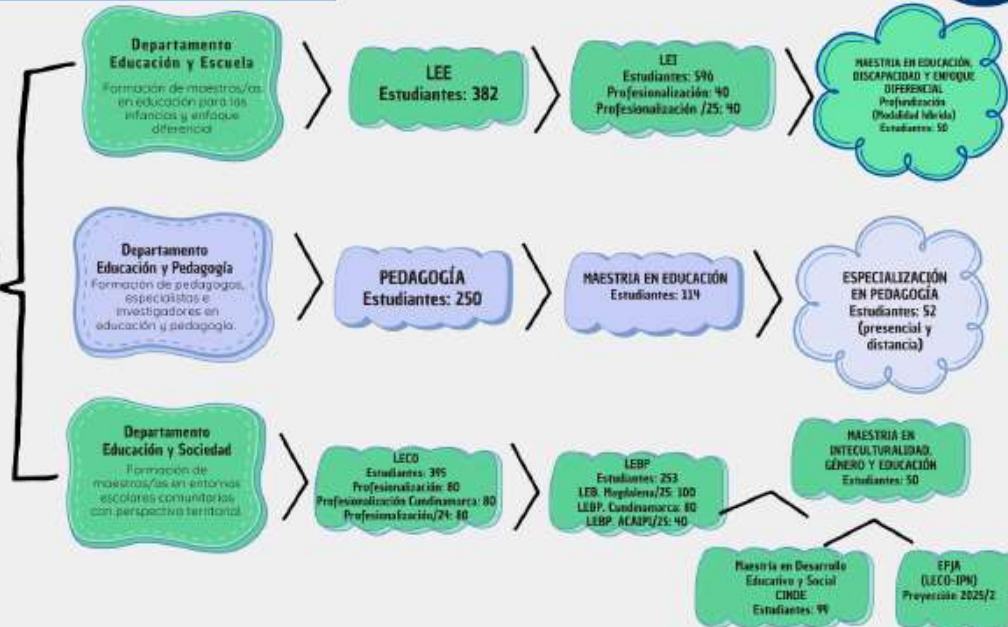 Departamento
Educación y Escuela
Formación de maestros/as
en educación para las
infancias y enfoque
diferencial
LEE
Estudiantes: 382
LEI
Estudiantes: 596
Profesionalización: 40
Profesionalización /25: 40
MAESTRIA EN EDUCACIÓN,
DISCAPACIDAD Y ENFOQUE
DIFERENCIAL
Profundización
(Modalidad híbrida)
Estudiantes: 50
Departamento
Educación y Pedagogía
Formación de pedagogos,
especialistas e
investigadores en
educación y pedagogía.
PEDAGOGÍA
Estudiantes: 250
MAESTRIA EN EDUCACIÓN
Estudiantes: 114
ESPECIALIZACIÓN
EN PEDAGOGÍA
Estudiantes: 52
(presencial y
distancia)
Departamento
Educación y Sociedad
Formación de
maestros/as en entornos
escolares comunitarios
con perspectiva territorial
LECO
Estudiantes: 395
Profesionalización: 80
Profesionalización Cundinamarca: 80
Profesionalización/24: 80
LEBP
Estudiantes: 253
LEB. Magdalena/25: 100
LEBP. Cundinamarca: 80
LEBP. ACAIPI/25: 40
MAESTRIA EN
INTECULTURALIDAD,
GÉNERO Y EDUCACIÓN
Estudiantes: 50
Maestría en Desarrollo
Educativo y Social
CINDE
Estudiantes: 99
EPJA
(LECO-IPN)
Proyección 2025/2